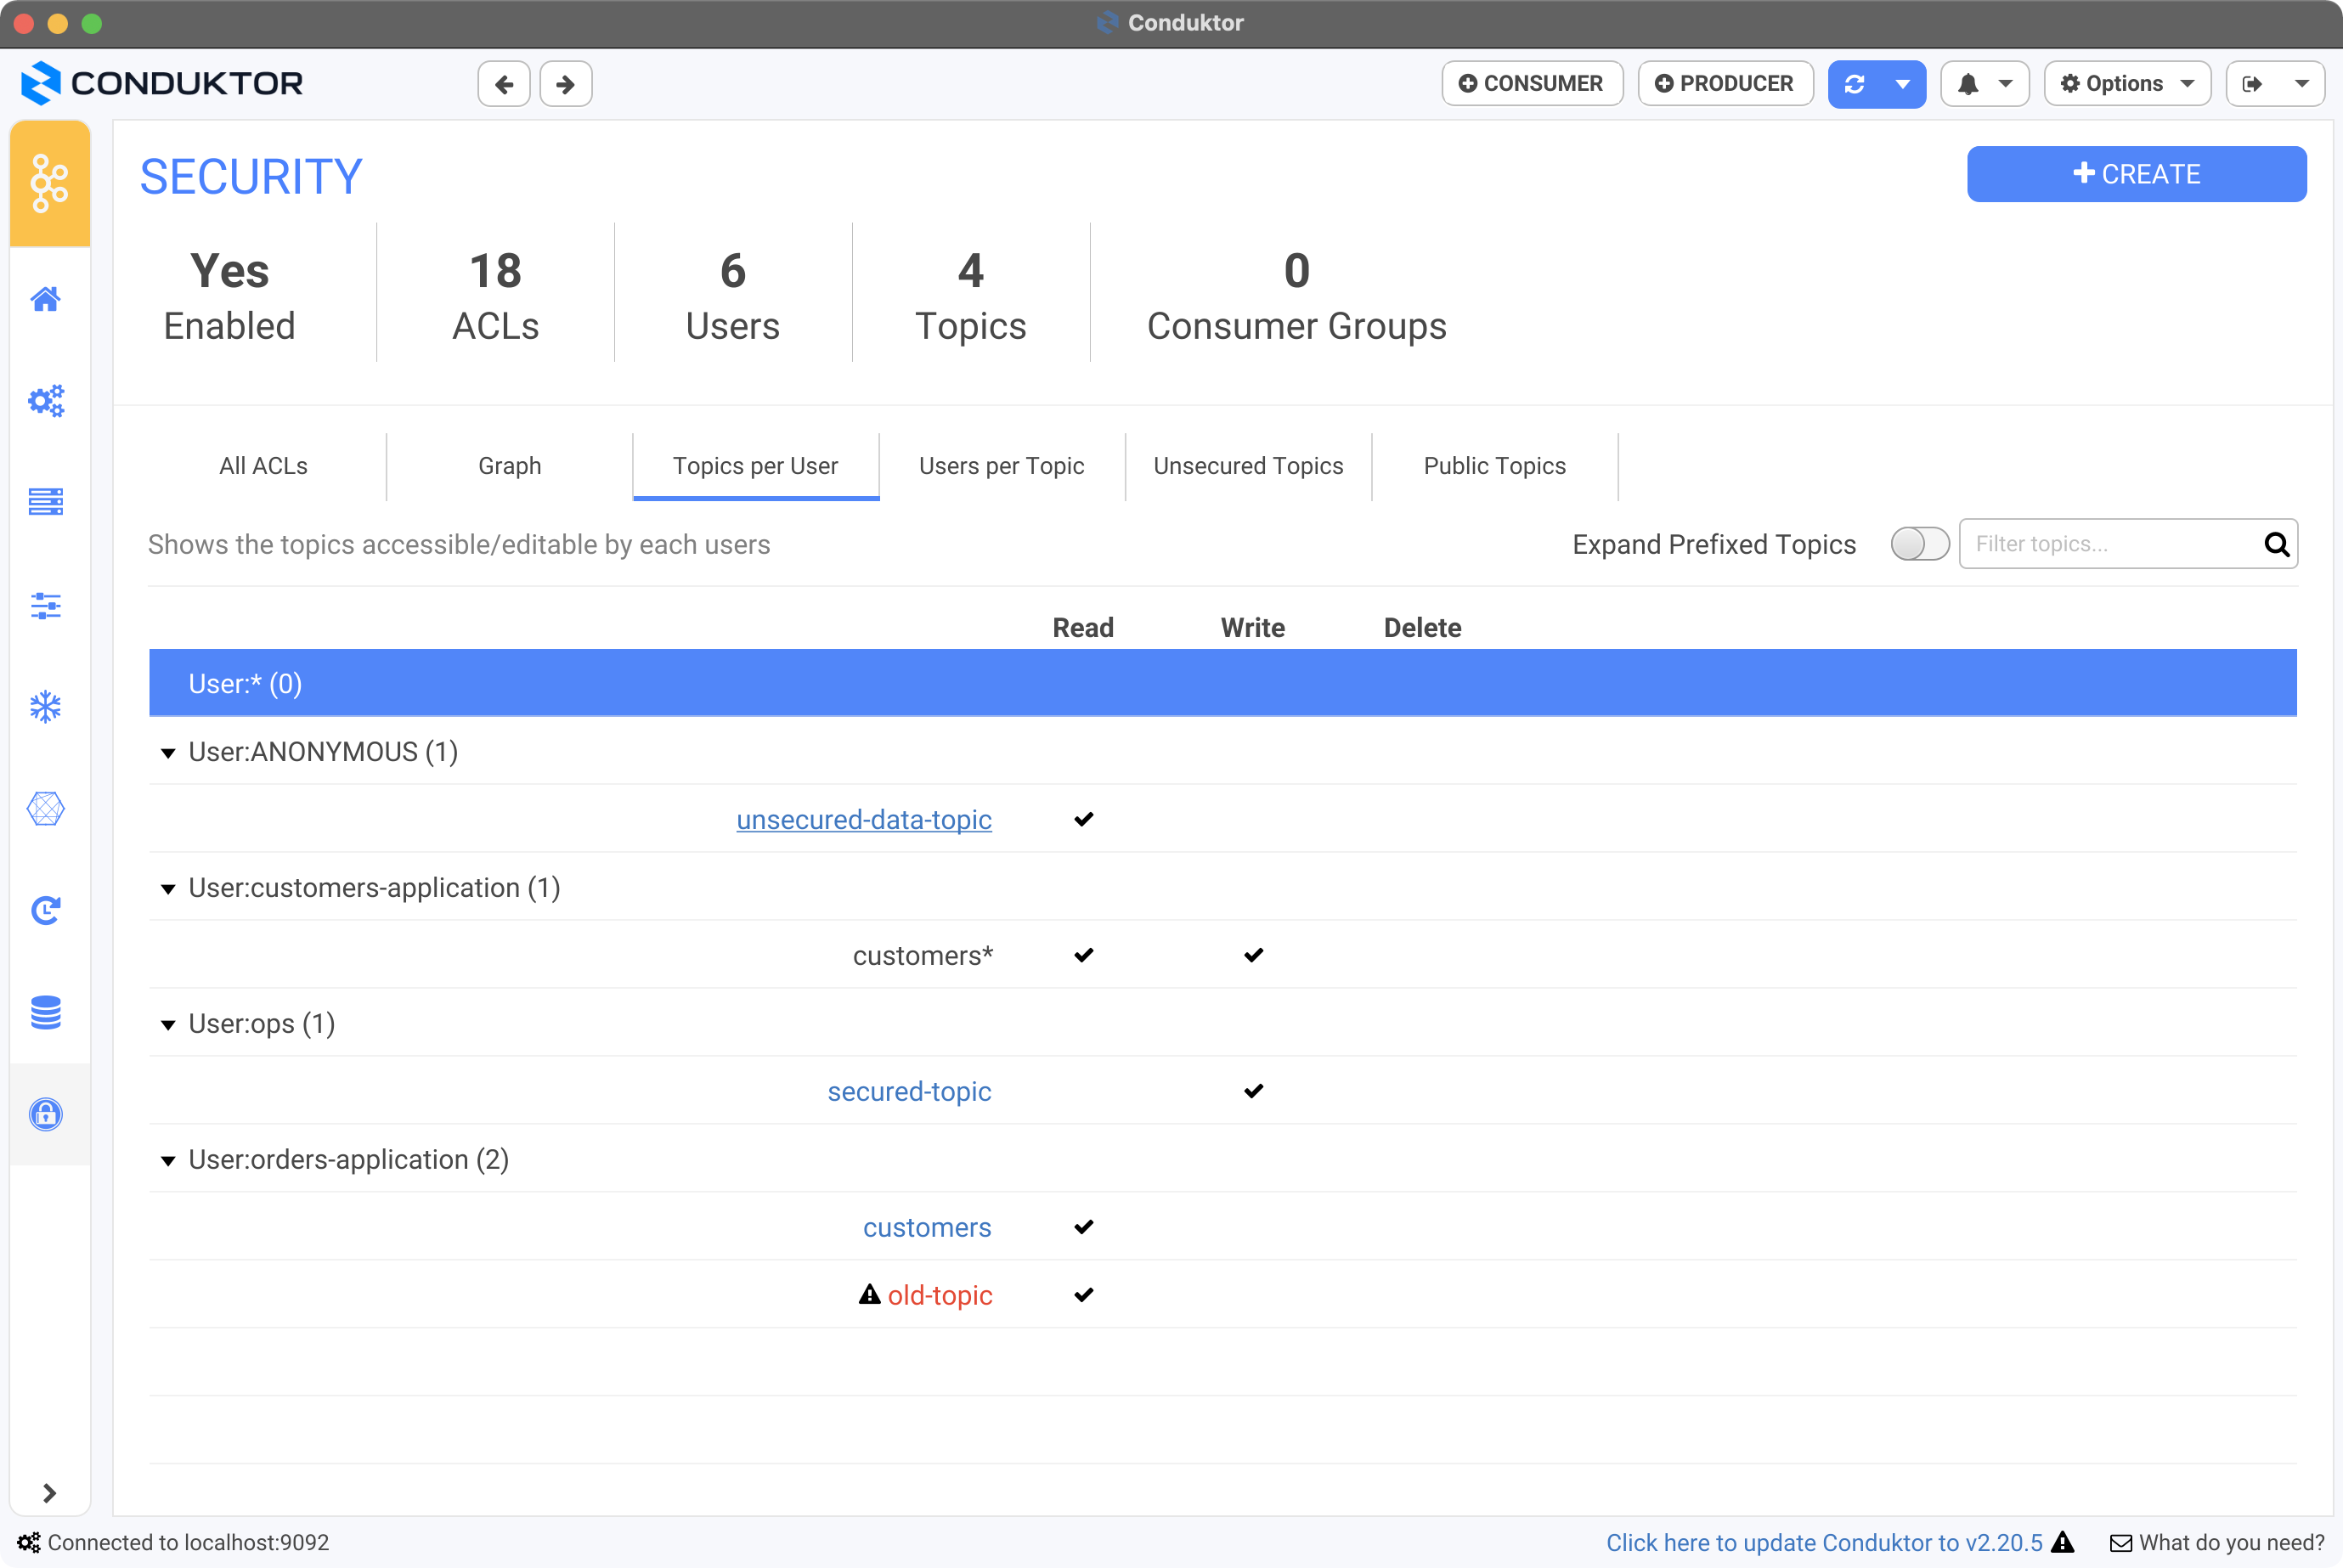 Conduktor
CONDUKTOR
CONSUMER
PRODUCER
Options
SECURITY
CREATE
Yes
Enabled
18
ACLs
6
Users
4
Topics
0
Consumer Groups
All ACLs
Graph
Topics per User
Users per Topic
Unsecured Topics
Public Topics
Shows the topics accessible/editable by each users
Expand Prefixed Topics
Filter topics...
Read Write Delete
User:* (0)
User:ANONYMOUS (1)
unsecured-data-topic
User:customers-application (1)
customers*
User:ops (1)
secured-topic
User:orders-application (2)
customers
old-topic
Connected to localhost:9092
Click here to update Conduktor to v2.20.5
What do you need?